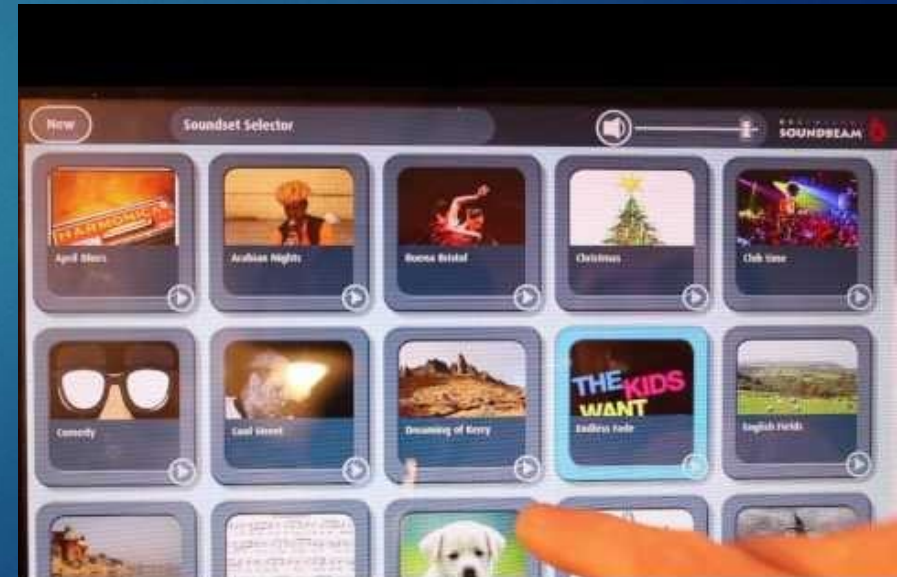 New
Soundset Selector
SOUNDBEAM
HARMONIC
April Blues
Arabian Nights
Buena Bristol
Christmas
Club time
THE KIDS
WANT
Comedy
Cool Street
Dreaming of Kerry
Endless Fade
English Fields